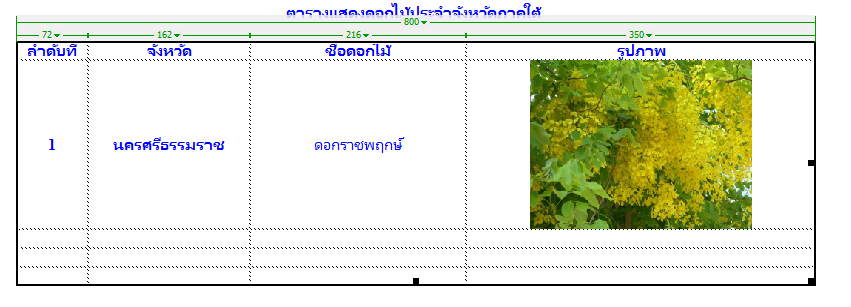 ตารางแสดงดอกไม้ประจำจังหวัดภาคใต้
800
72 162 216 350
ลำดับที่ จังหวัด ชื่อดอกไม้ รูปภาพ
1 นครศรีธรรมราช ดอกราชพฤกษ์